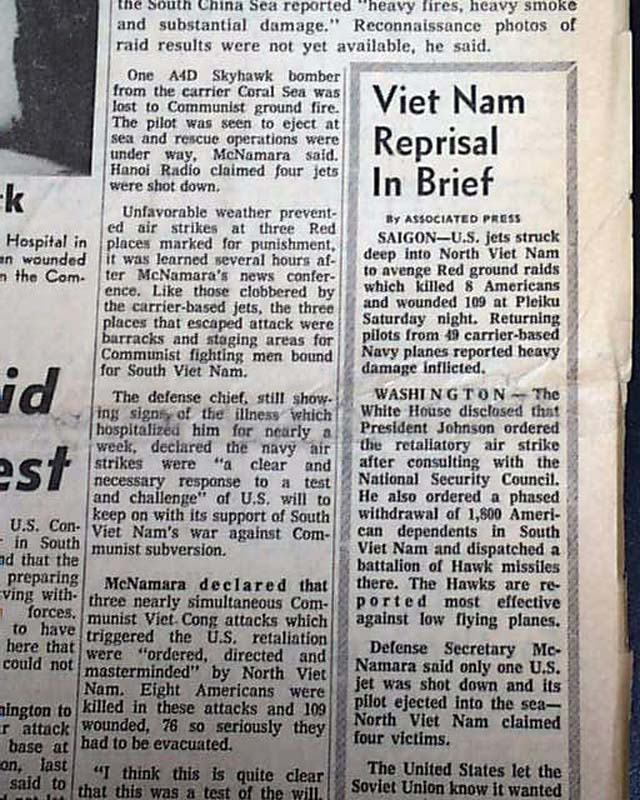 the South China Sea reported "heavy fires, heavy smoke
and substantial damage." Reconnaissance photos of
raid results were not yet available, he said.
One A4D Skyhawk bomber
from the carrier Coral Sea was
lost to Communist ground fire.
The pilot was seen to eject at
sea and rescue operations were
under way, McNamara said.
Hanoi Radio claimed four jets
were shot down.
Unfavorable weather prevent-
ed air strikes at three Red
places marked for punishment,
it was learned several hours af-
ter McNamara's news confer-
ence. Like those clobbered by
the carrier-based jets, the three
places that escaped attack were
barracks and staging areas for
Communist fighting men bound
for South Viet Nam.
The defense chief, still show-
ing signs of the illness which
hospitalized him for nearly a
week, declared the navy air
strikes were "a clear and
necessary response to a test
and challenge" of U.S. will to
keep on with its support of South
Viet Nam's war against Com-
munist subversion.
McNamara declared that
three nearly simultaneous Com-
munist Viet Cong attacks which
triggered the U.S. retaliation
were "ordered, directed and
masterminded" by North Viet
Nam. Eight Americans were
killed in these attacks and 109
wounded, 76 so seriously they
had to be evacuated.
"I think this is quite clear
that this was a test of the will,
Viet Nam
Reprisal
In Brief
By ASSOCIATED PRESS
SAIGON—U.S. jets struck
deep into North Viet Nam
to avenge Red ground raids
which killed 8 Americans
and wounded 109 at Pleiku
Saturday night. Returning
pilots from 49 carrier-based
Navy planes reported heavy
damage inflicted.
WASHINGTON — The
White House disclosed that
President Johnson ordered
the retaliatory air strike
after consulting with the
National Security Council.
He also ordered a phased
withdrawal of 1,800 Ameri-
can dependents in South
Viet Nam and dispatched a
battalion of Hawk missiles
there. The Hawks are re-
ported most effective
against low flying planes.
Defense Secretary Mc-
Namara said only one U.S.
jet was shot down and its
pilot ejected into the sea—
North Viet Nam claimed
four victims.
The United States let the
Soviet Union know it wanted
k
Hospital in
an wounded
n the Com-
id
est
U.S. Con-
in South
ad that the
preparing
ving with-
forces.
to have
here that
could not
hington to
r attack
base at
on, last
said to